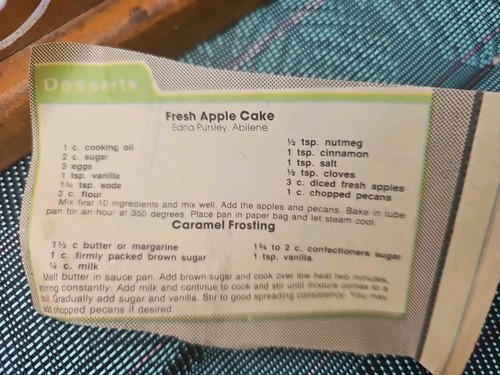 Desserts
Fresh Apple Cake
Edna Pursley, Abilene
1 c. cooking oil
2 c. sugar
3 eggs
1 tsp. vanilla
1¼ tsp. soda
3 c. flour
½ tsp. nutmeg
1 tsp. cinnamon
1 tsp. salt
½ tsp. cloves
3 c. diced fresh apples
1 c. chopped pecans
Mix first 10 ingredients and mix well. Add the apples and pecans. Bake in tube
pan for an hour at 350 degrees. Place pan in paper bag and let steam cool.
Caramel Frosting
1½ c butter or margarine
1 c. firmly packed brown sugar
¼ c. milk
1¾ to 2 c. confectioners sugar
1 tsp. vanilla
Melt butter in sauce pan. Add brown sugar and cook over low heat two minutes,
stirring constantly. Add milk and continue to cook and stir until mixture comes to a
boil. Gradually add sugar and vanilla. Stir to good spreading consistency. You may
add chopped pecans if desired